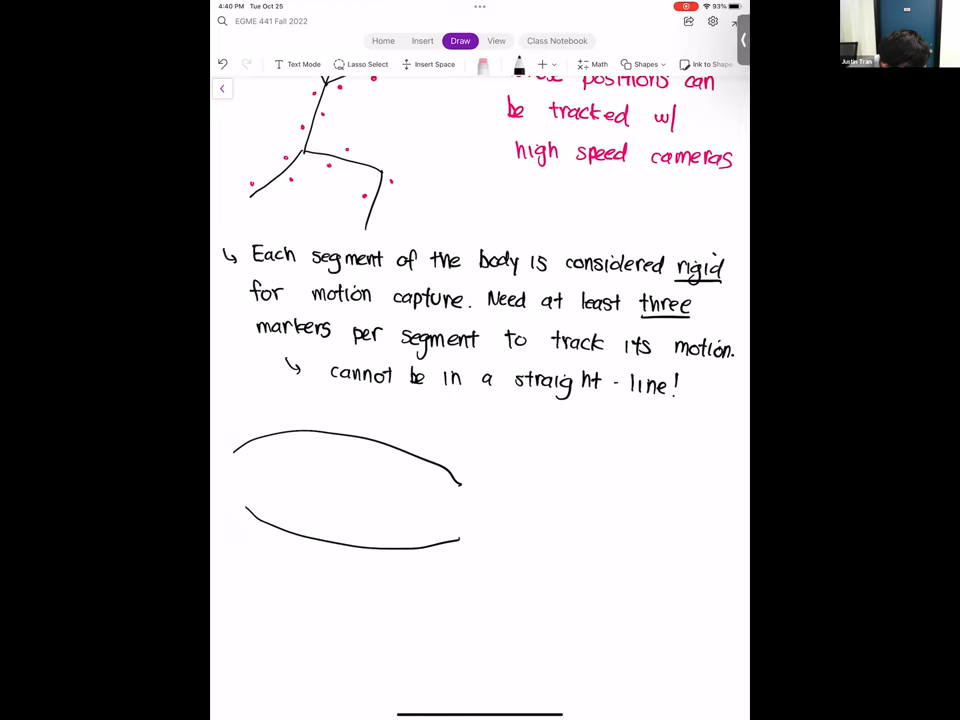 4:40 PM Tue Oct 25
93%
EGME 441 Fall 2022
Home Insert Draw View Class Notebook
Text Mode Lasso Select Insert Space Math Shapes Ink to Shape
positions can
be tracked w/
high speed cameras
↳ Each segment of the body is considered rigid
for motion capture. Need at least three
markers per segment to track its motion.
↳ cannot be in a straight - line!
Justin Tran